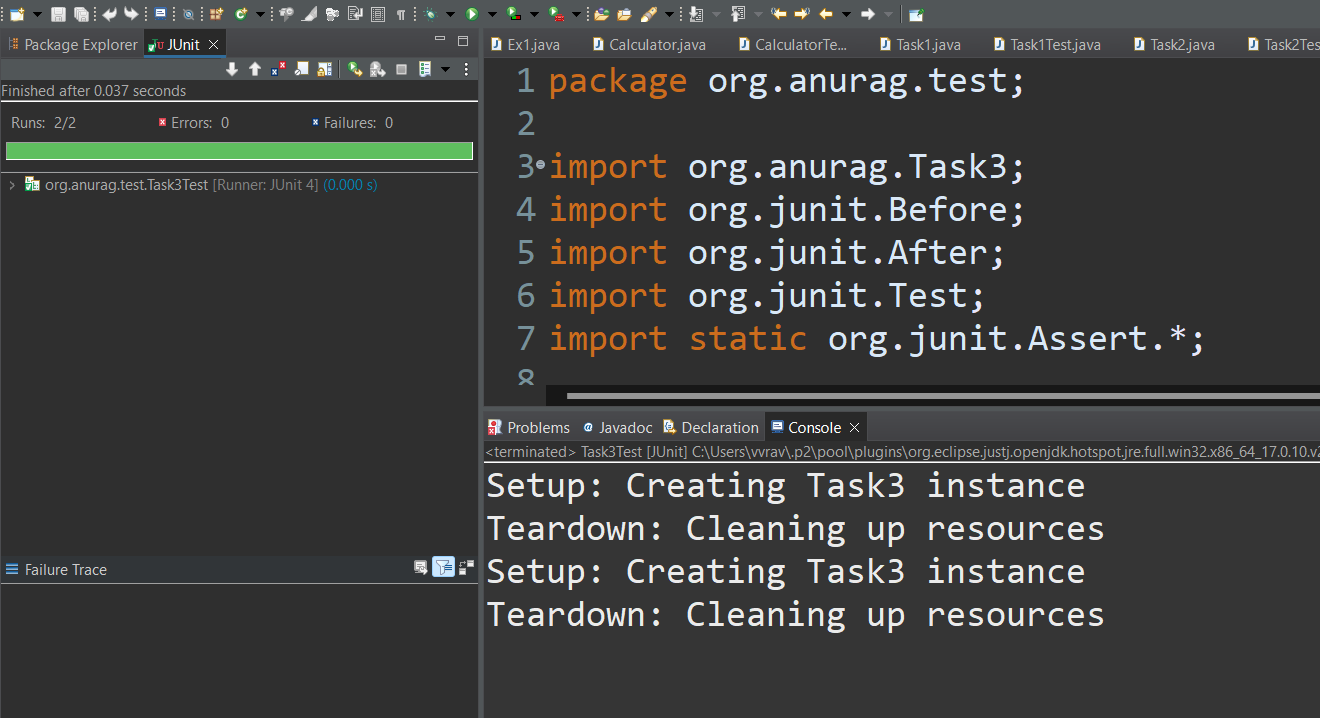 Package Explorer
JUnit
Finished after 0.037 seconds
Runs: 2/2
Errors: 0
Failures: 0
org.anurag.test.Task3Test [Runner: JUnit 4] (0.000 s)
Failure Trace
Ex1.java
Calculator.java
CalculatorTe...
Task1.java
Task1Test.java
Task2.java
Task2Tes
1 package org.anurag.test;
2
3 import org.anurag.Task3;
4 import org.junit.Before;
5 import org.junit.After;
6 import org.junit.Test;
7 import static org.junit.Assert.*;
8
Problems
Javadoc
Declaration
Console
<terminated> Task3Test [JUnit] C:\Users\vvrav\.p2\pool\plugins\org.eclipse.justj.openjdk.hotspot.jre.full.win32.x86_64_17.0.10.v2
Setup: Creating Task3 instance
Teardown: Cleaning up resources
Setup: Creating Task3 instance
Teardown: Cleaning up resources